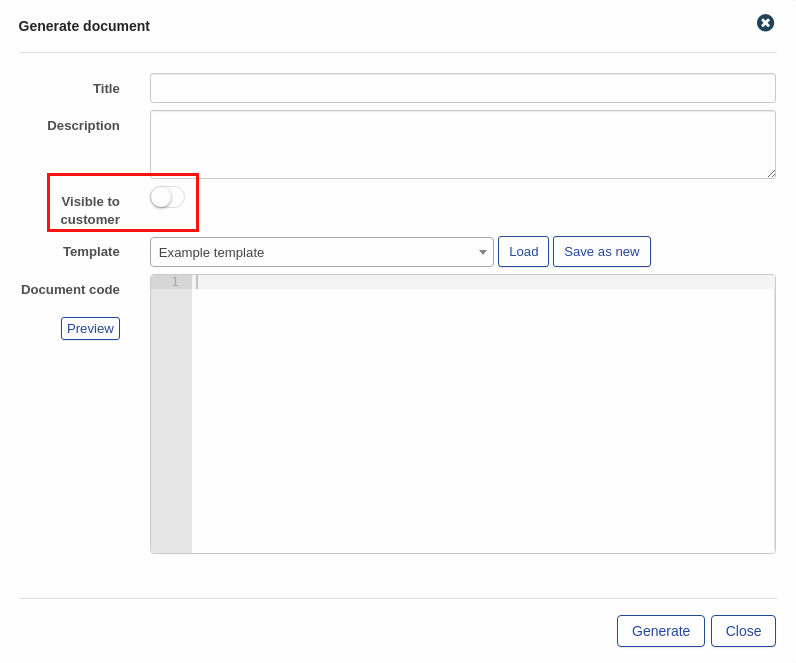 Generate document
Title
Description
Visible to
customer
Template
Example template
Load
Save as new
Document code
1
Preview
Generate
Close